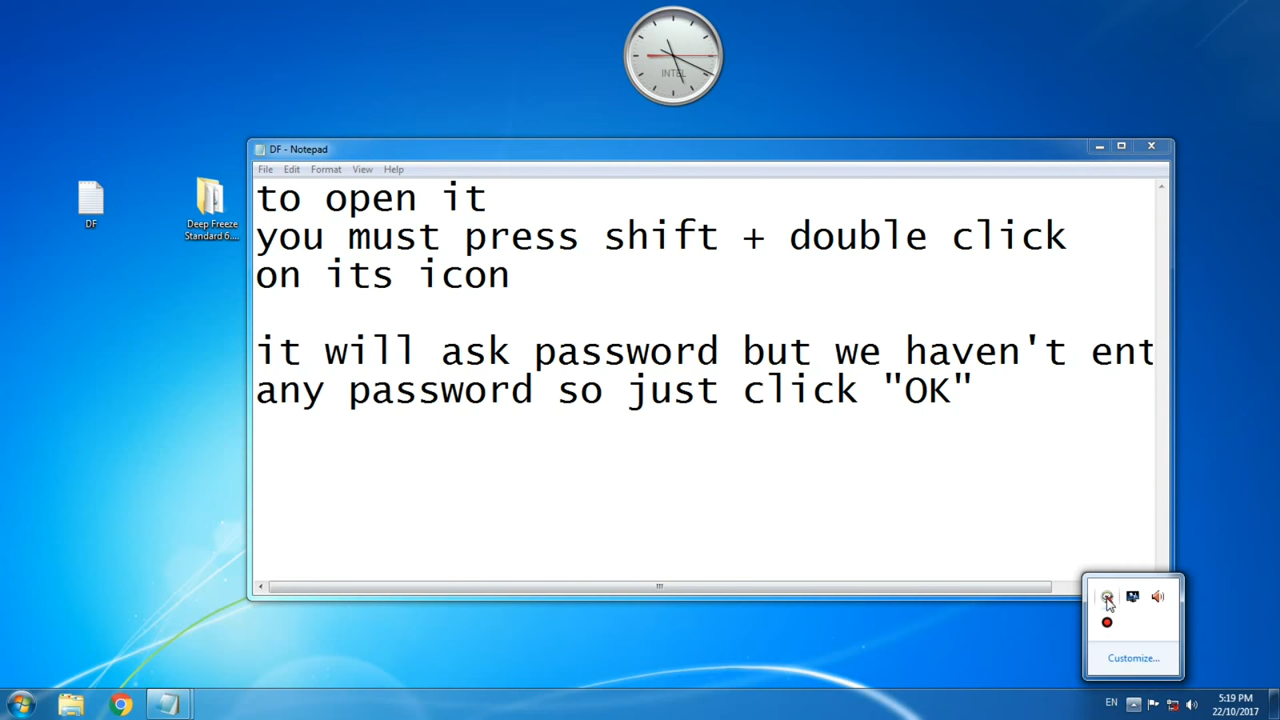 INTEL
DF - Notepad
File Edit Format View Help
to open it
you must press shift + double click
on its icon
it will ask password but we haven't ent
any password so just click "OK"
DF
Deep Freeze
Standard 6....
Customize...
EN
5:19 PM
22/10/2017